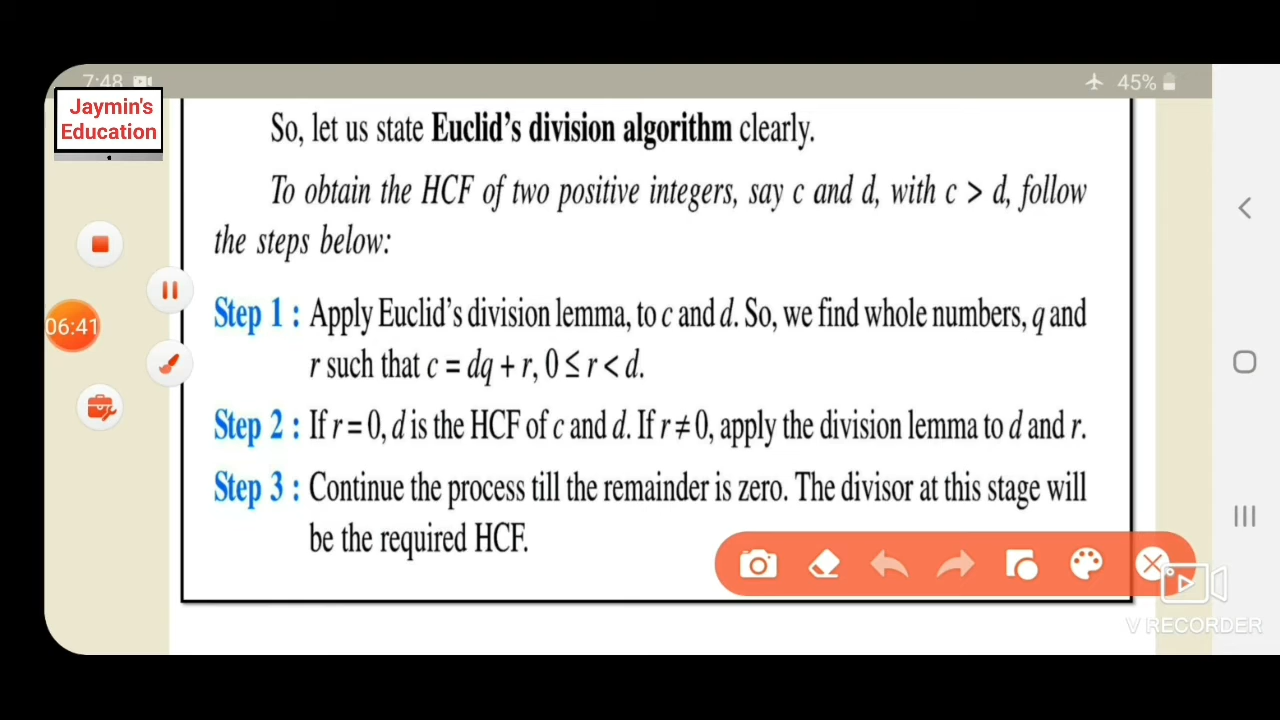 7:48
45%
Jaymin's
Education
So, let us state Euclid's division algorithm clearly.
To obtain the HCF of two positive integers, say c and d, with c > d, follow
the steps below:
Step 1 : Apply Euclid's division lemma, to c and d. So, we find whole numbers, q and
r such that c = dq + r, 0 ≤ r < d.
06:41
Step 2 : If r = 0, d is the HCF of c and d. If r ≠ 0, apply the division lemma to d and r.
Step 3 : Continue the process till the remainder is zero. The divisor at this stage will
be the required HCF.
V RECORDER